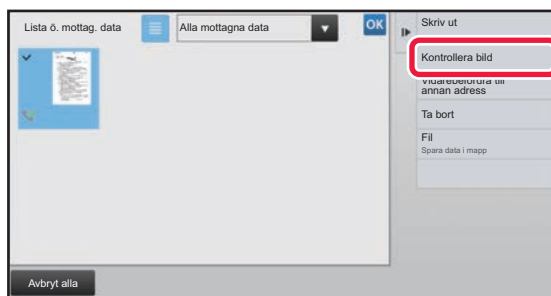 Lista ö. mottag. data
Alla mottagna data
OK
Skriv ut
Kontrollera bild
Vidarebefordra till
annan adress
Ta bort
Fil
Spara data i mapp
Avbryt alla